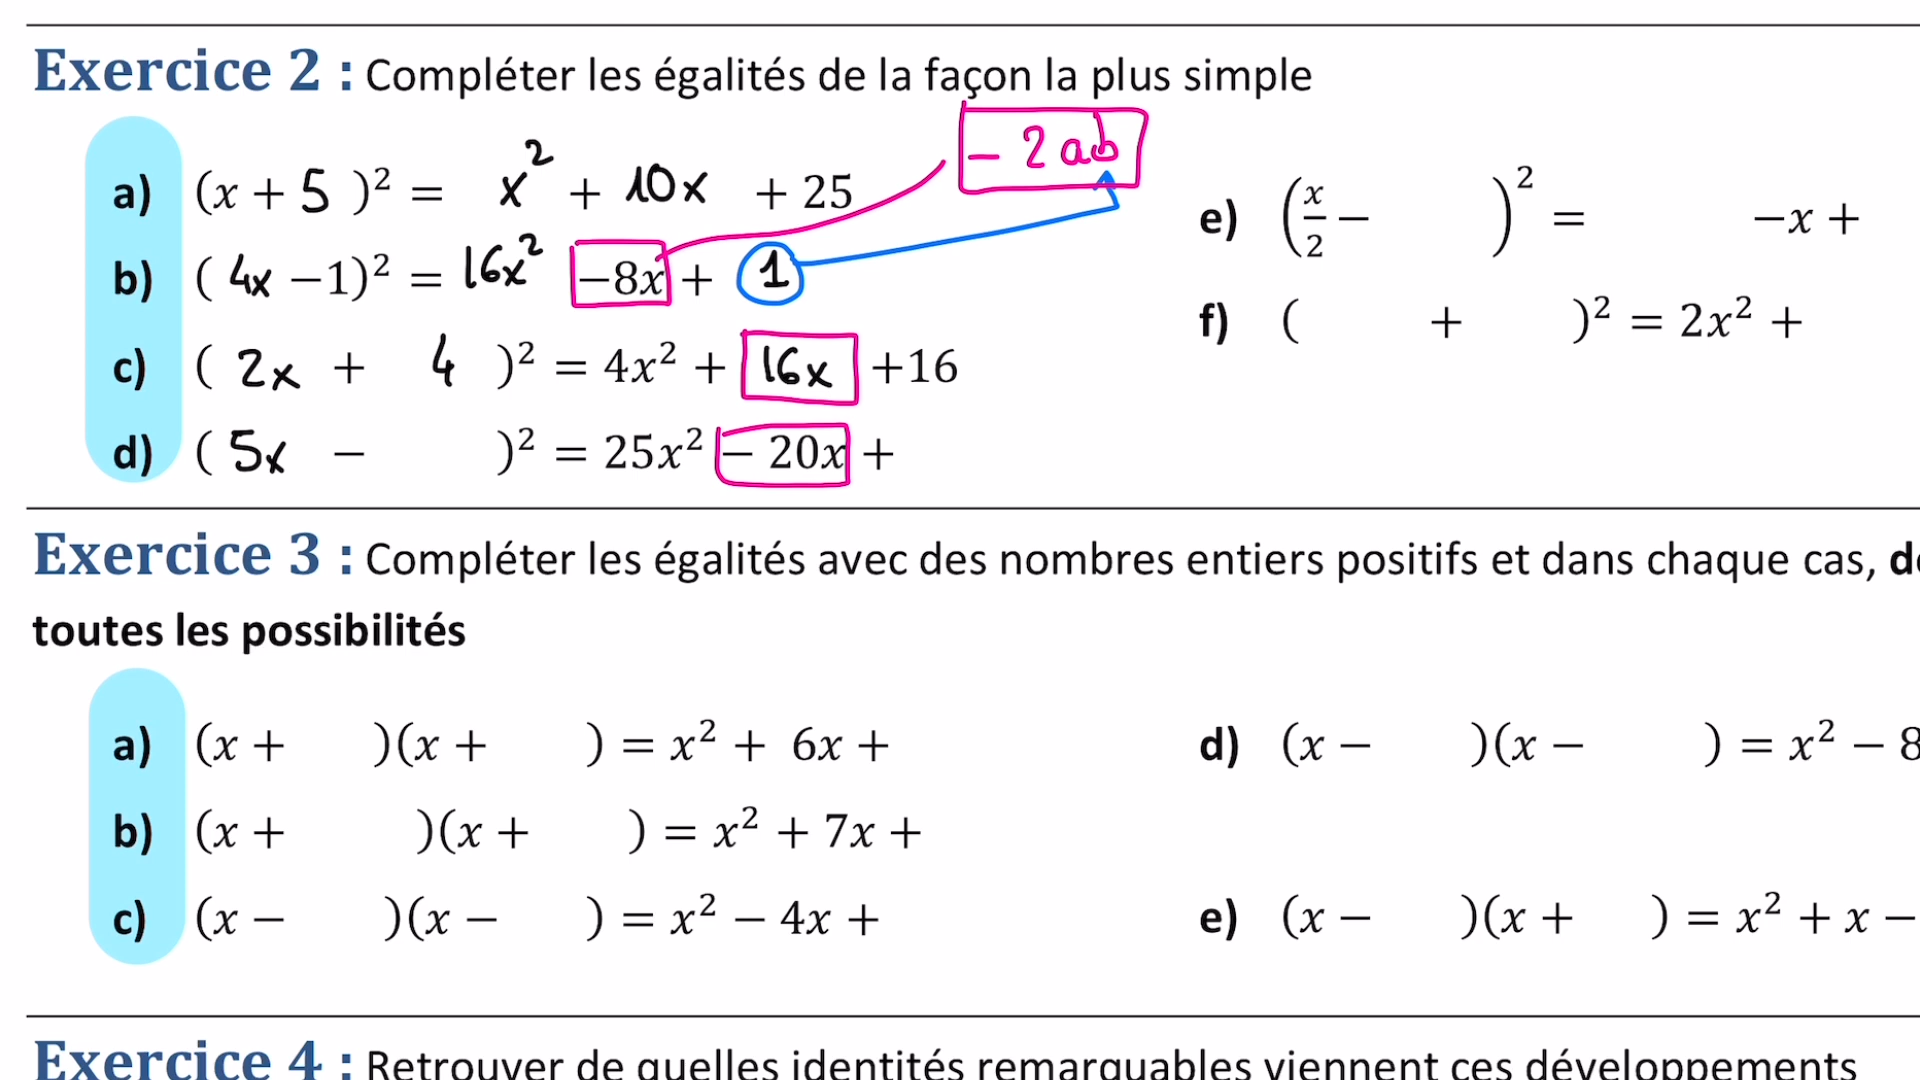 Exercice 2 : Compléter les égalités de la façon la plus simple
- 2ab
a) (x + 5 )² = x² + 10x + 25
b) ( 4x −1)² = 16x² −8x + 1
c) ( 2x + 4 )² = 4x² + 16x +16
d) ( 5x − )² = 25x² − 20x +
e) (x/2 − )² = −x +
f) ( + )² = 2x² +
Exercice 3 : Compléter les égalités avec des nombres entiers positifs et dans chaque cas,
toutes les possibilités
a) (x + )(x + ) = x² + 6x +
b) (x + )(x + ) = x² + 7x +
c) (x − )(x − ) = x² − 4x +
d) (x − )(x − ) = x² − 8
e) (x − )(x + ) = x² + x −
Exercice 4 : Retrouver de quelles identités remarquables viennent ces développements